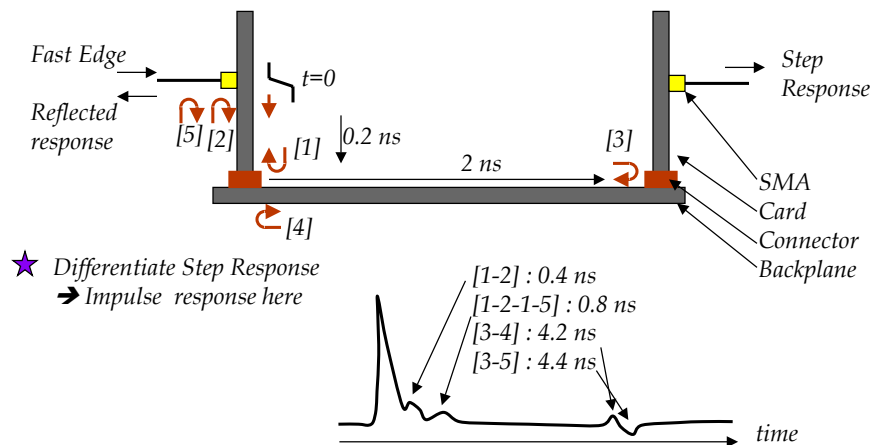 Fast Edge
Reflected
response
[5] [2]
t=0
[1]
0.2 ns
2 ns
[3]
[4]
Step
Response
SMA
Card
Connector
Backplane
Differentiate Step Response
➔ Impulse response here
[1-2] : 0.4 ns
[1-2-1-5] : 0.8 ns
[3-4] : 4.2 ns
[3-5] : 4.4 ns
time